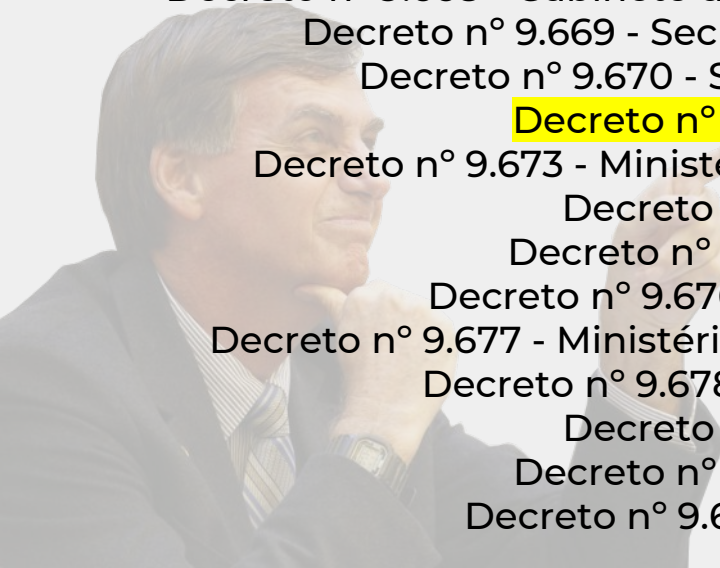 Decreto nº 9.669 - Sec
Decreto nº 9.670 - S
Decreto nº
Decreto nº 9.673 - Ministe
Decreto
Decreto nº
Decreto nº 9.67
Decreto nº 9.677 - Ministéri
Decreto nº 9.678
Decreto
Decreto nº
Decreto nº 9.6